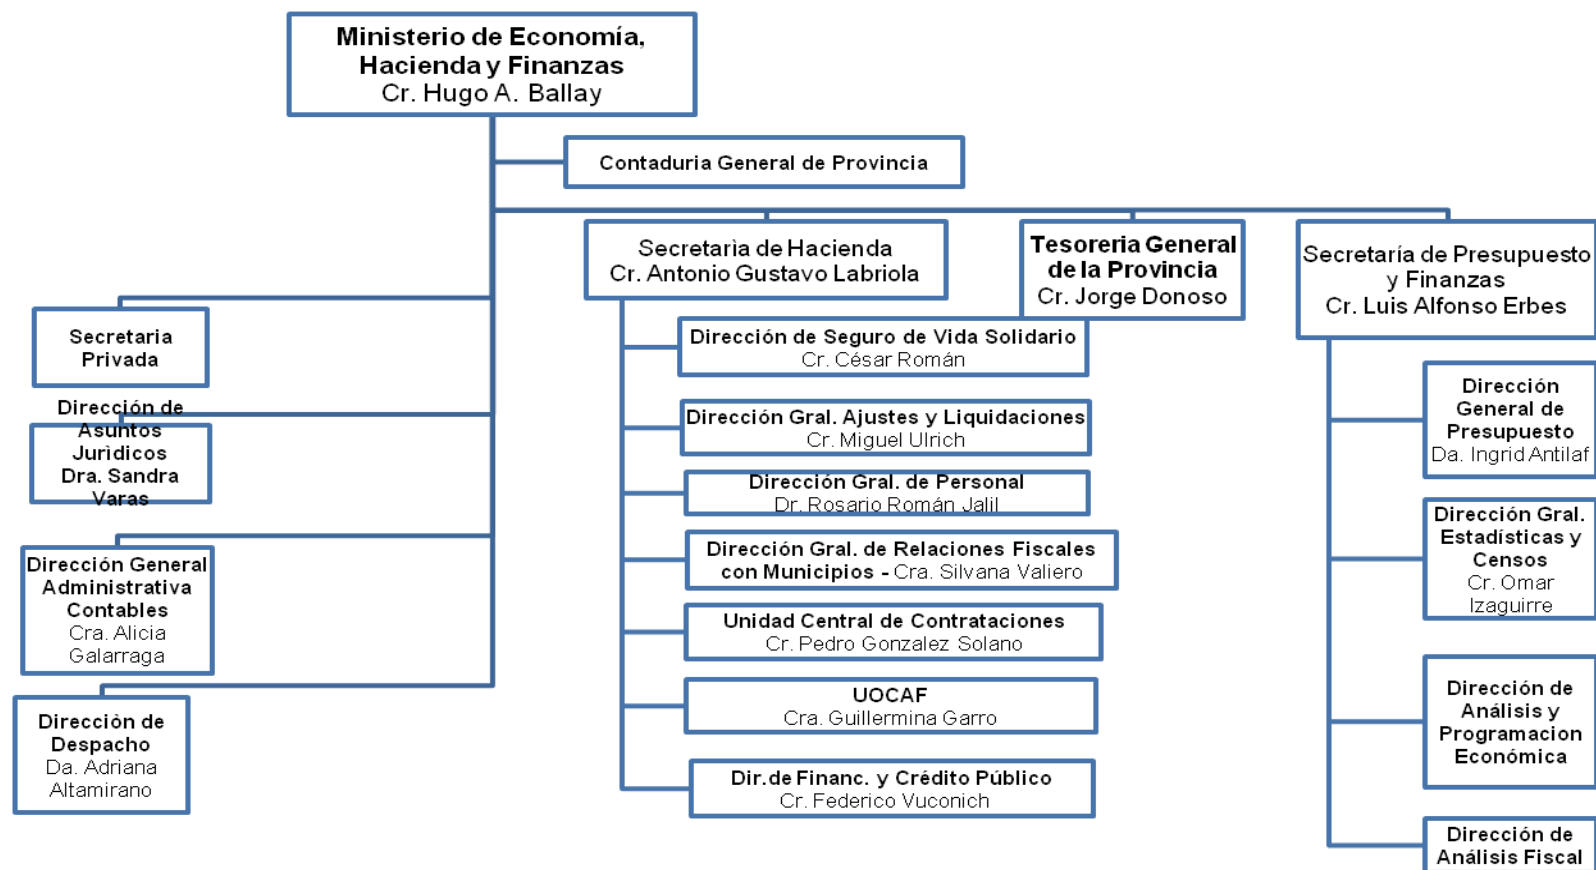 Ministerio de Economía,
Hacienda y Finanzas
Cr. Hugo A. Ballay
Contaduria General de Provincia
Secretarìa de Hacienda
Cr. Antonio Gustavo Labriola
Tesoreria General
de la Provincia
Cr. Jorge Donoso
Secretaría de Presupuesto
y Finanzas
Cr. Luis Alfonso Erbes
Secretaria
Privada
Dirección de
Asuntos
Jurìdicos
Dra. Sandra
Varas
Dirección General
Administrativa
Contables
Cra. Alicia
Galarraga
Direcciòn de
Despacho
Da. Adriana
Altamirano
Dirección de Seguro de Vida Solidario
Cr. César Román
Dirección Gral. Ajustes y Liquidaciones
Cr. Miguel Ulrich
Dirección Gral. de Personal
Dr. Rosario Román Jalil
Dirección Gral. de Relaciones Fiscales
con Municipios - Cra. Silvana Valiero
Unidad Central de Contrataciones
Cr. Pedro Gonzalez Solano
UOCAF
Cra. Guillermina Garro
Dir.de Financ. y Crédito Público
Cr. Federico Vuconich
Dirección
General de
Presupuesto
Da. Ingrid Antilaf
Dirección Gral.
Estadísticas y
Censos
Cr. Omar
Izaguirre
Dirección de
Análisis y
Programacion
Económica
Dirección de
Análisis Fiscal